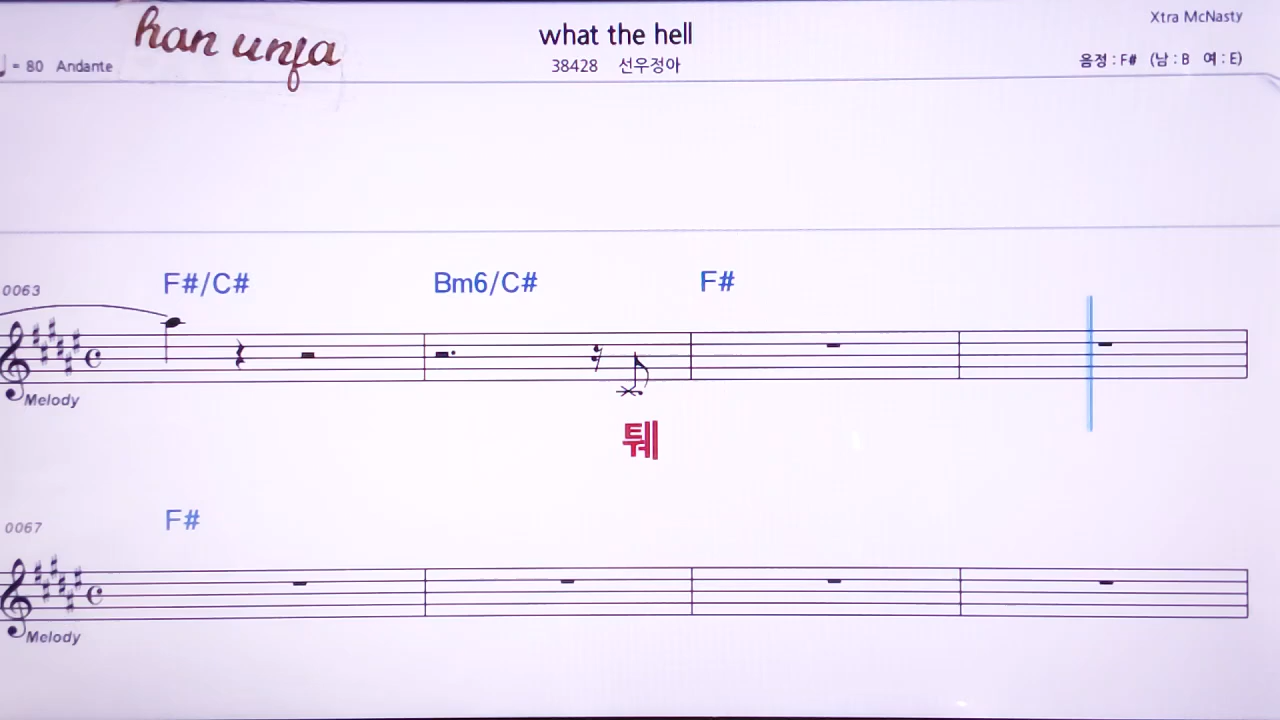 Xtra McNasty
han unfa
what the hell
= 80 Andante
38428 선우정아
음정 : F# (남 : B 여 : E)
0063
F#/C# Bm6/C# F#
Melody
퉤
0067
F#
Melody